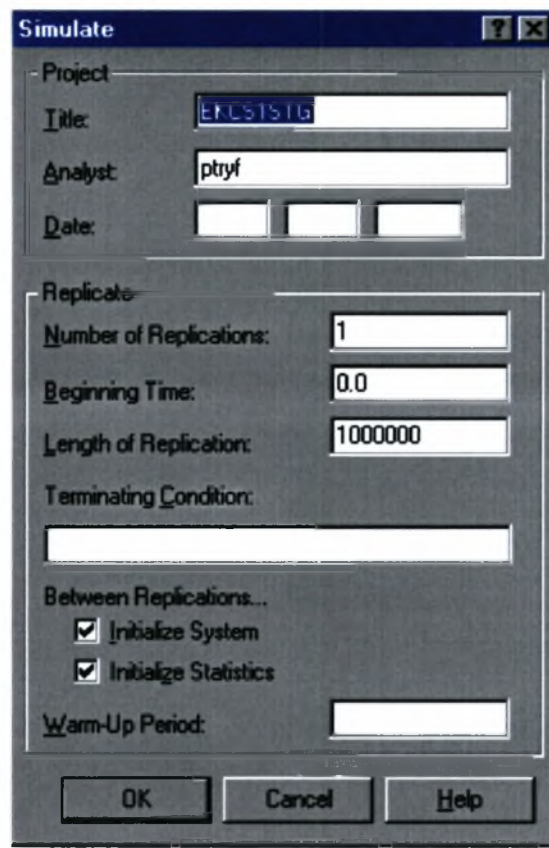 Simulate
Project
Title: EKCS1STG
Analyst: ptryf
Date:
Replicate
Number of Replications: 1
Beginning Time: 0.0
Length of Replication: 1000000
Terminating Condition:
Between Replications...
Initialize System
Initialize Statistics
Warm-Up Period:
OK Cancel Help